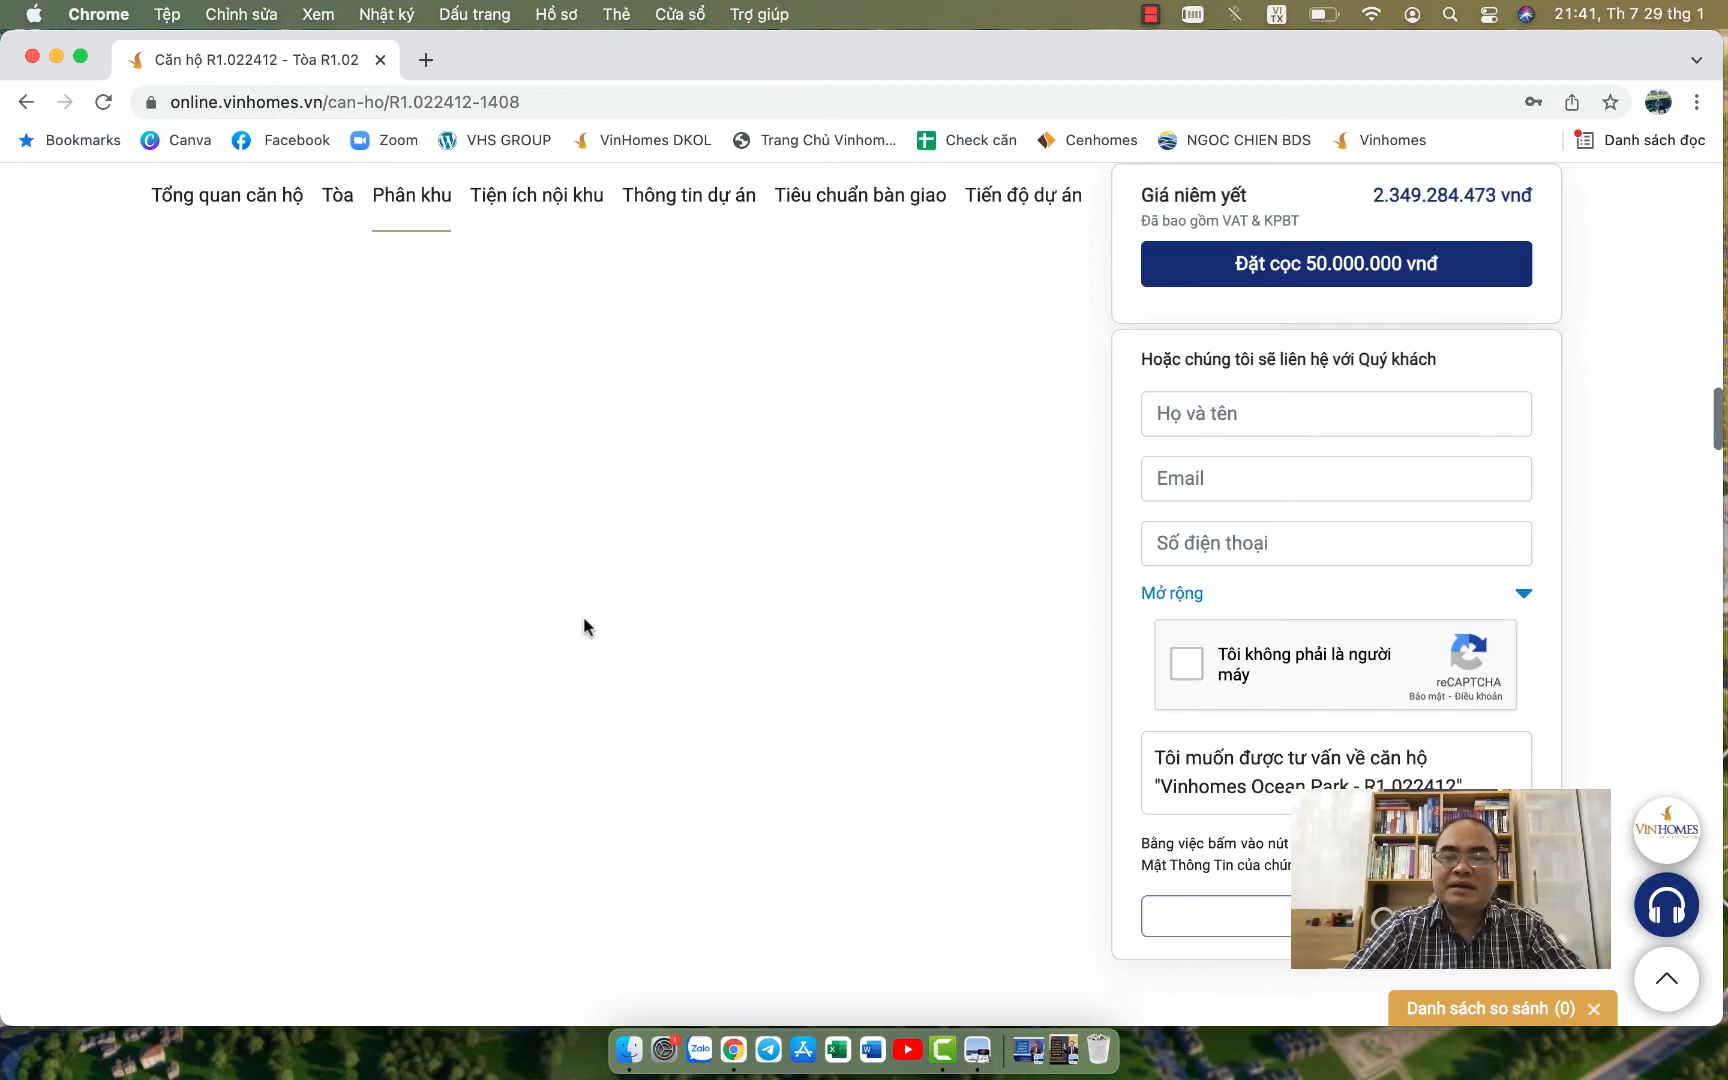 Chrome Tệp Chỉnh sửa Xem Nhật ký Dấu trang Hồ sơ Thẻ Cửa sổ Trợ giúp VI TX 21:41, Th 7 29 thg 1
Căn hộ R1.022412 - Tòa R1.02
online.vinhomes.vn/can-ho/R1.022412-1408
Bookmarks Canva Facebook Zoom VHS GROUP VinHomes DKOL Trang Chủ Vinhom... Check căn Cenhomes NGOC CHIEN BDS Vinhomes Danh sách đọc
Tổng quan căn hộ Tòa Phân khu Tiện ích nội khu Thông tin dự án Tiêu chuẩn bàn giao Tiến độ dự án
Giá niêm yết 2.349.284.473 vnđ
Đã bao gồm VAT & KPBT
Đặt cọc 50.000.000 vnđ
Hoặc chúng tôi sẽ liên hệ với Quý khách
Họ và tên
Email
Số điện thoại
Mở rộng
Tôi không phải là người
máy
reCAPTCHA
Bảo mật - Điều khoản
Tôi muốn được tư vấn về căn hộ
"Vinhomes Ocean Park - R1.022412"
Bằng việc bấm vào nút
Mật Thông Tin của chún
VINHOMES
Danh sách so sánh (0)
1
Zalo